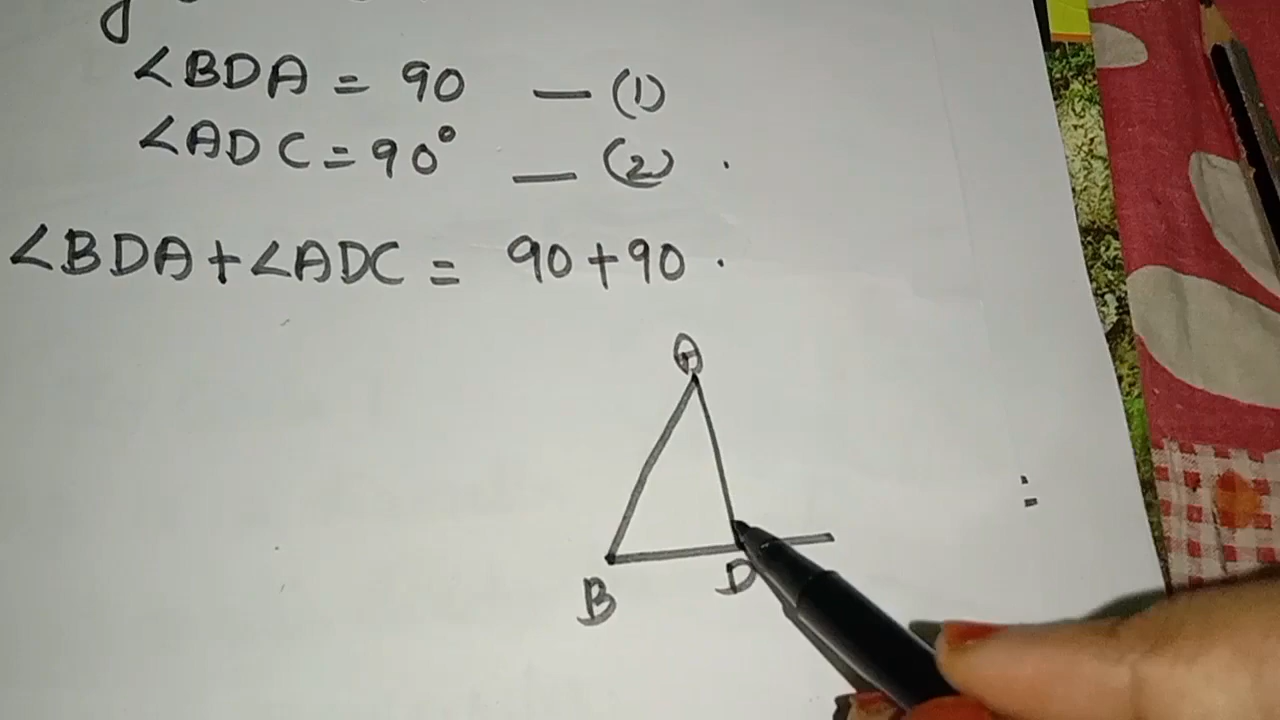 ∠BDA = 90 — (1)
∠ADC = 90° — (2) .
∠BDA + ∠ADC = 90 + 90 .
A
B
D